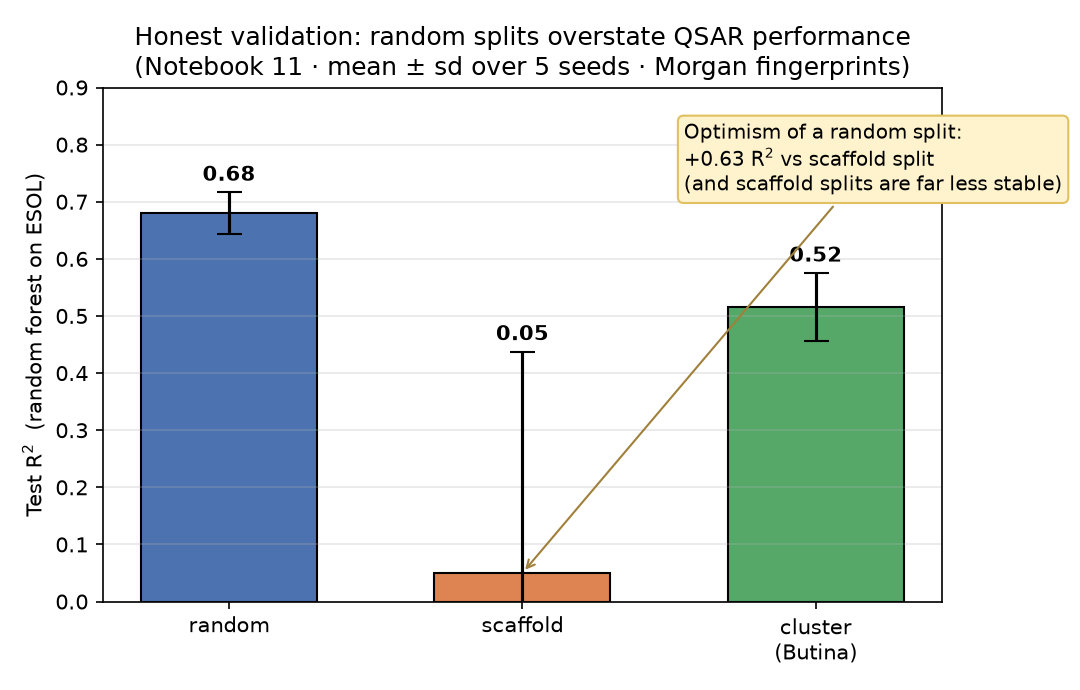 Honest validation: random splits overstate QSAR performance
(Notebook 11 · mean ± sd over 5 seeds · Morgan fingerprints)
Test R² (random forest on ESOL)
0.9
0.8
0.7
0.6
0.5
0.4
0.3
0.2
0.1
0.0
0.68
0.05
0.52
Optimism of a random split:
+0.63 R² vs scaffold split
(and scaffold splits are far less stable)
random
scaffold
cluster
(Butina)